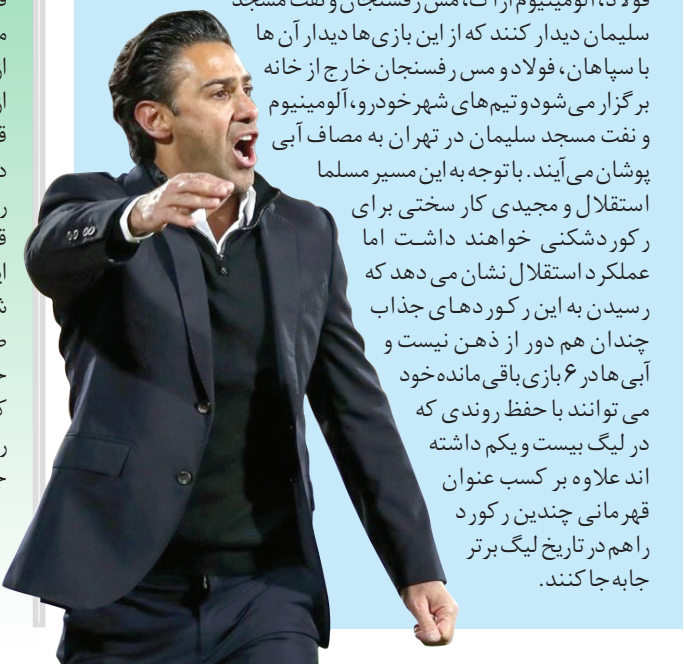 فولاد، آلومینیوم اراک، مس رفسنجان و نفت مسجد
سلیمان دیدار کنند که از این بازی‌ها دیدار آن ها
با سپاهان، فولاد و مس رفسنجان خارج از خانه
برگزار می‌شود و تیم‌های شهر خودرو، آلومینیوم
و نفت مسجد سلیمان در تهران به مصاف آبی
پوشان می‌آیند. با توجه به این مسیر مسلما
استقلال و مجیدی کار سختی برای
رکوردشکنی خواهند داشت اما
عملکرد استقلال نشان می دهد که
رسیدن به این رکوردهای جذاب
چندان هم دور از ذهن نیست و
آبی ها در ۶ بازی باقی مانده خود
می توانند با حفظ روندی که
در لیگ بیست و یکم داشته
اند علاوه بر کسب عنوان
قهرمانی چندین رکورد
را هم در تاریخ لیگ برتر
جابه جا کنند.